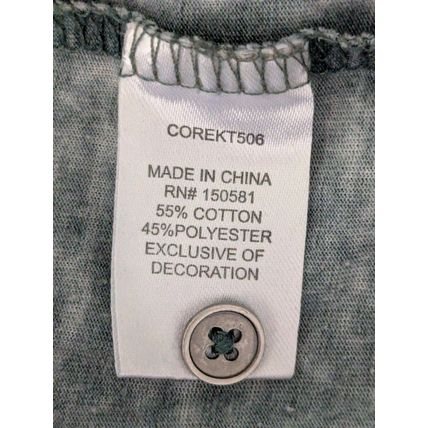 COREKT506
MADE IN CHINA
RN# 150581
55% COTTON
45%POLYESTER
EXCLUSIVE OF
DECORATION